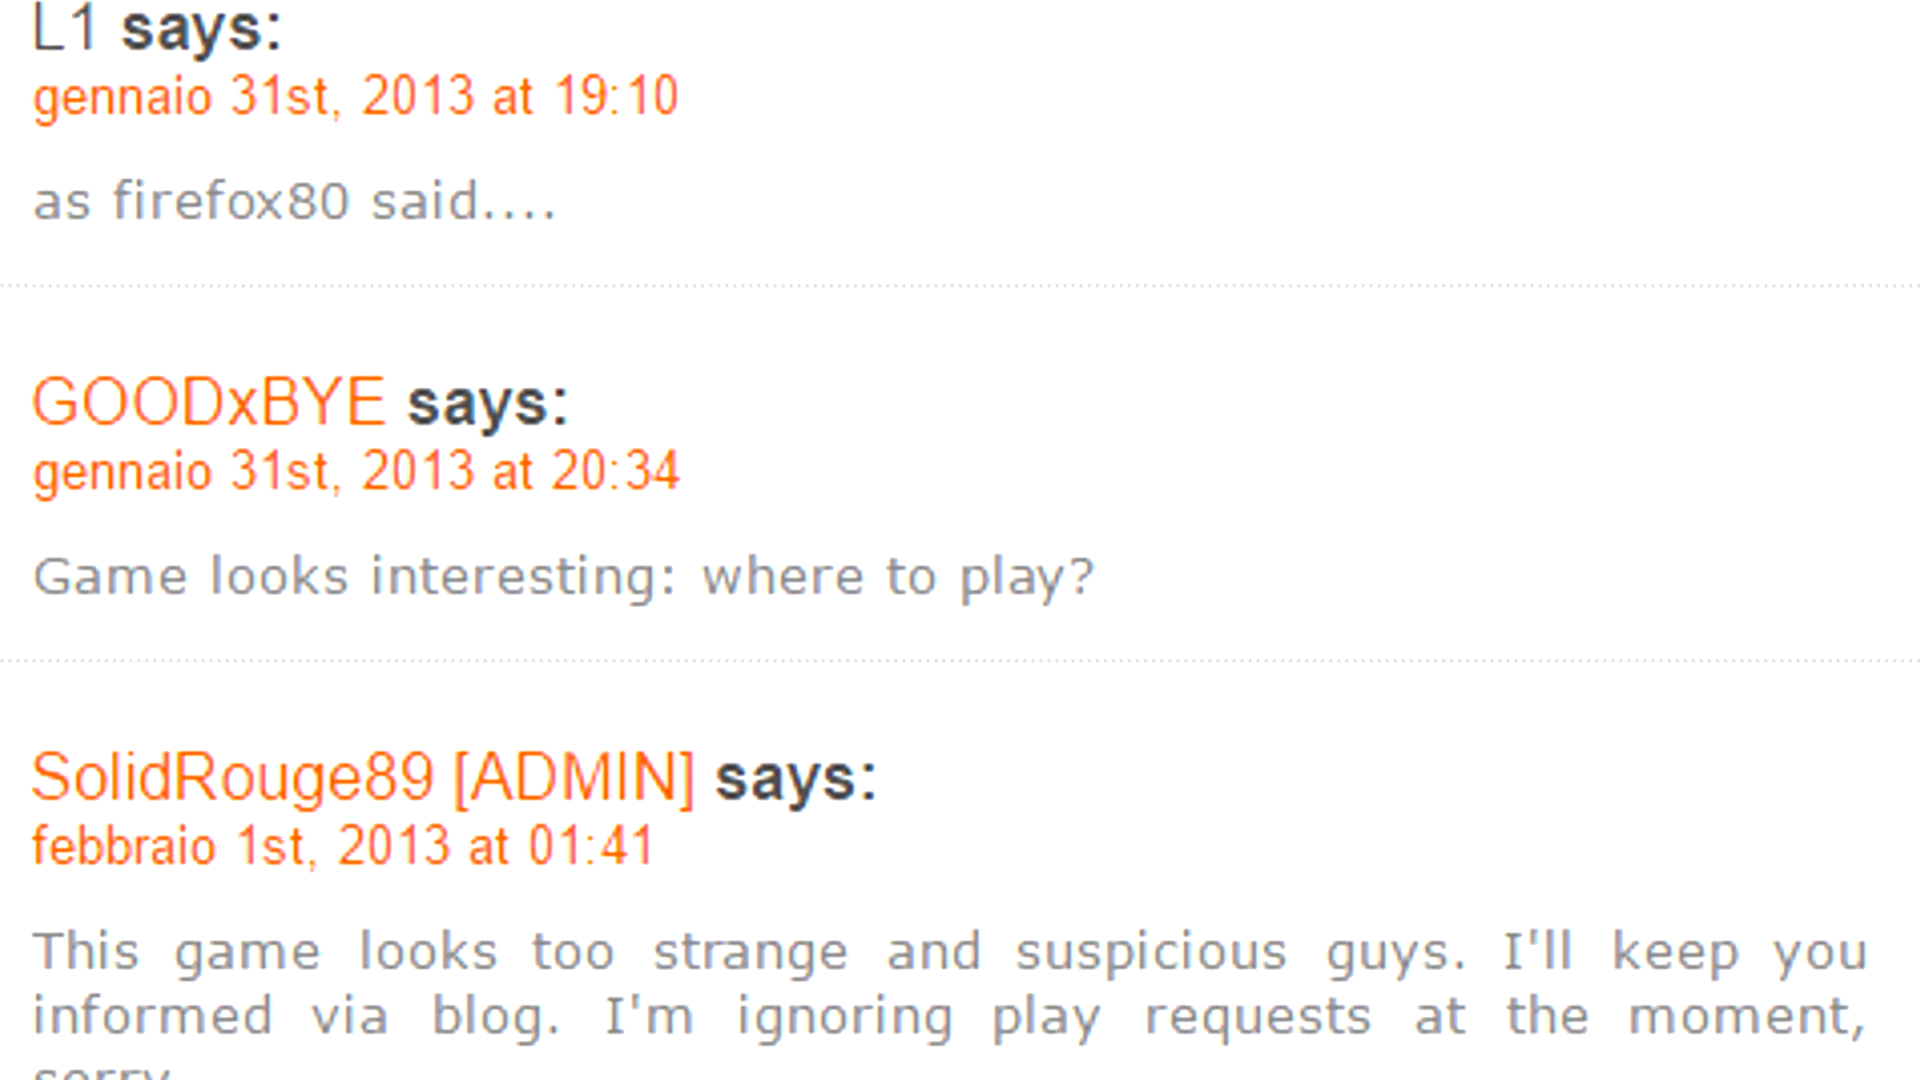 L1 says:
gennaio 31st, 2013 at 19:10
as firefox80 said....
GOODxBYE says:
gennaio 31st, 2013 at 20:34
Game looks interesting: where to play?
SolidRouge89 [ADMIN] says:
febbraio 1st, 2013 at 01:41
This game looks too strange and suspicious guys. I'll keep you
informed via blog. I'm ignoring play requests at the moment,
sorry